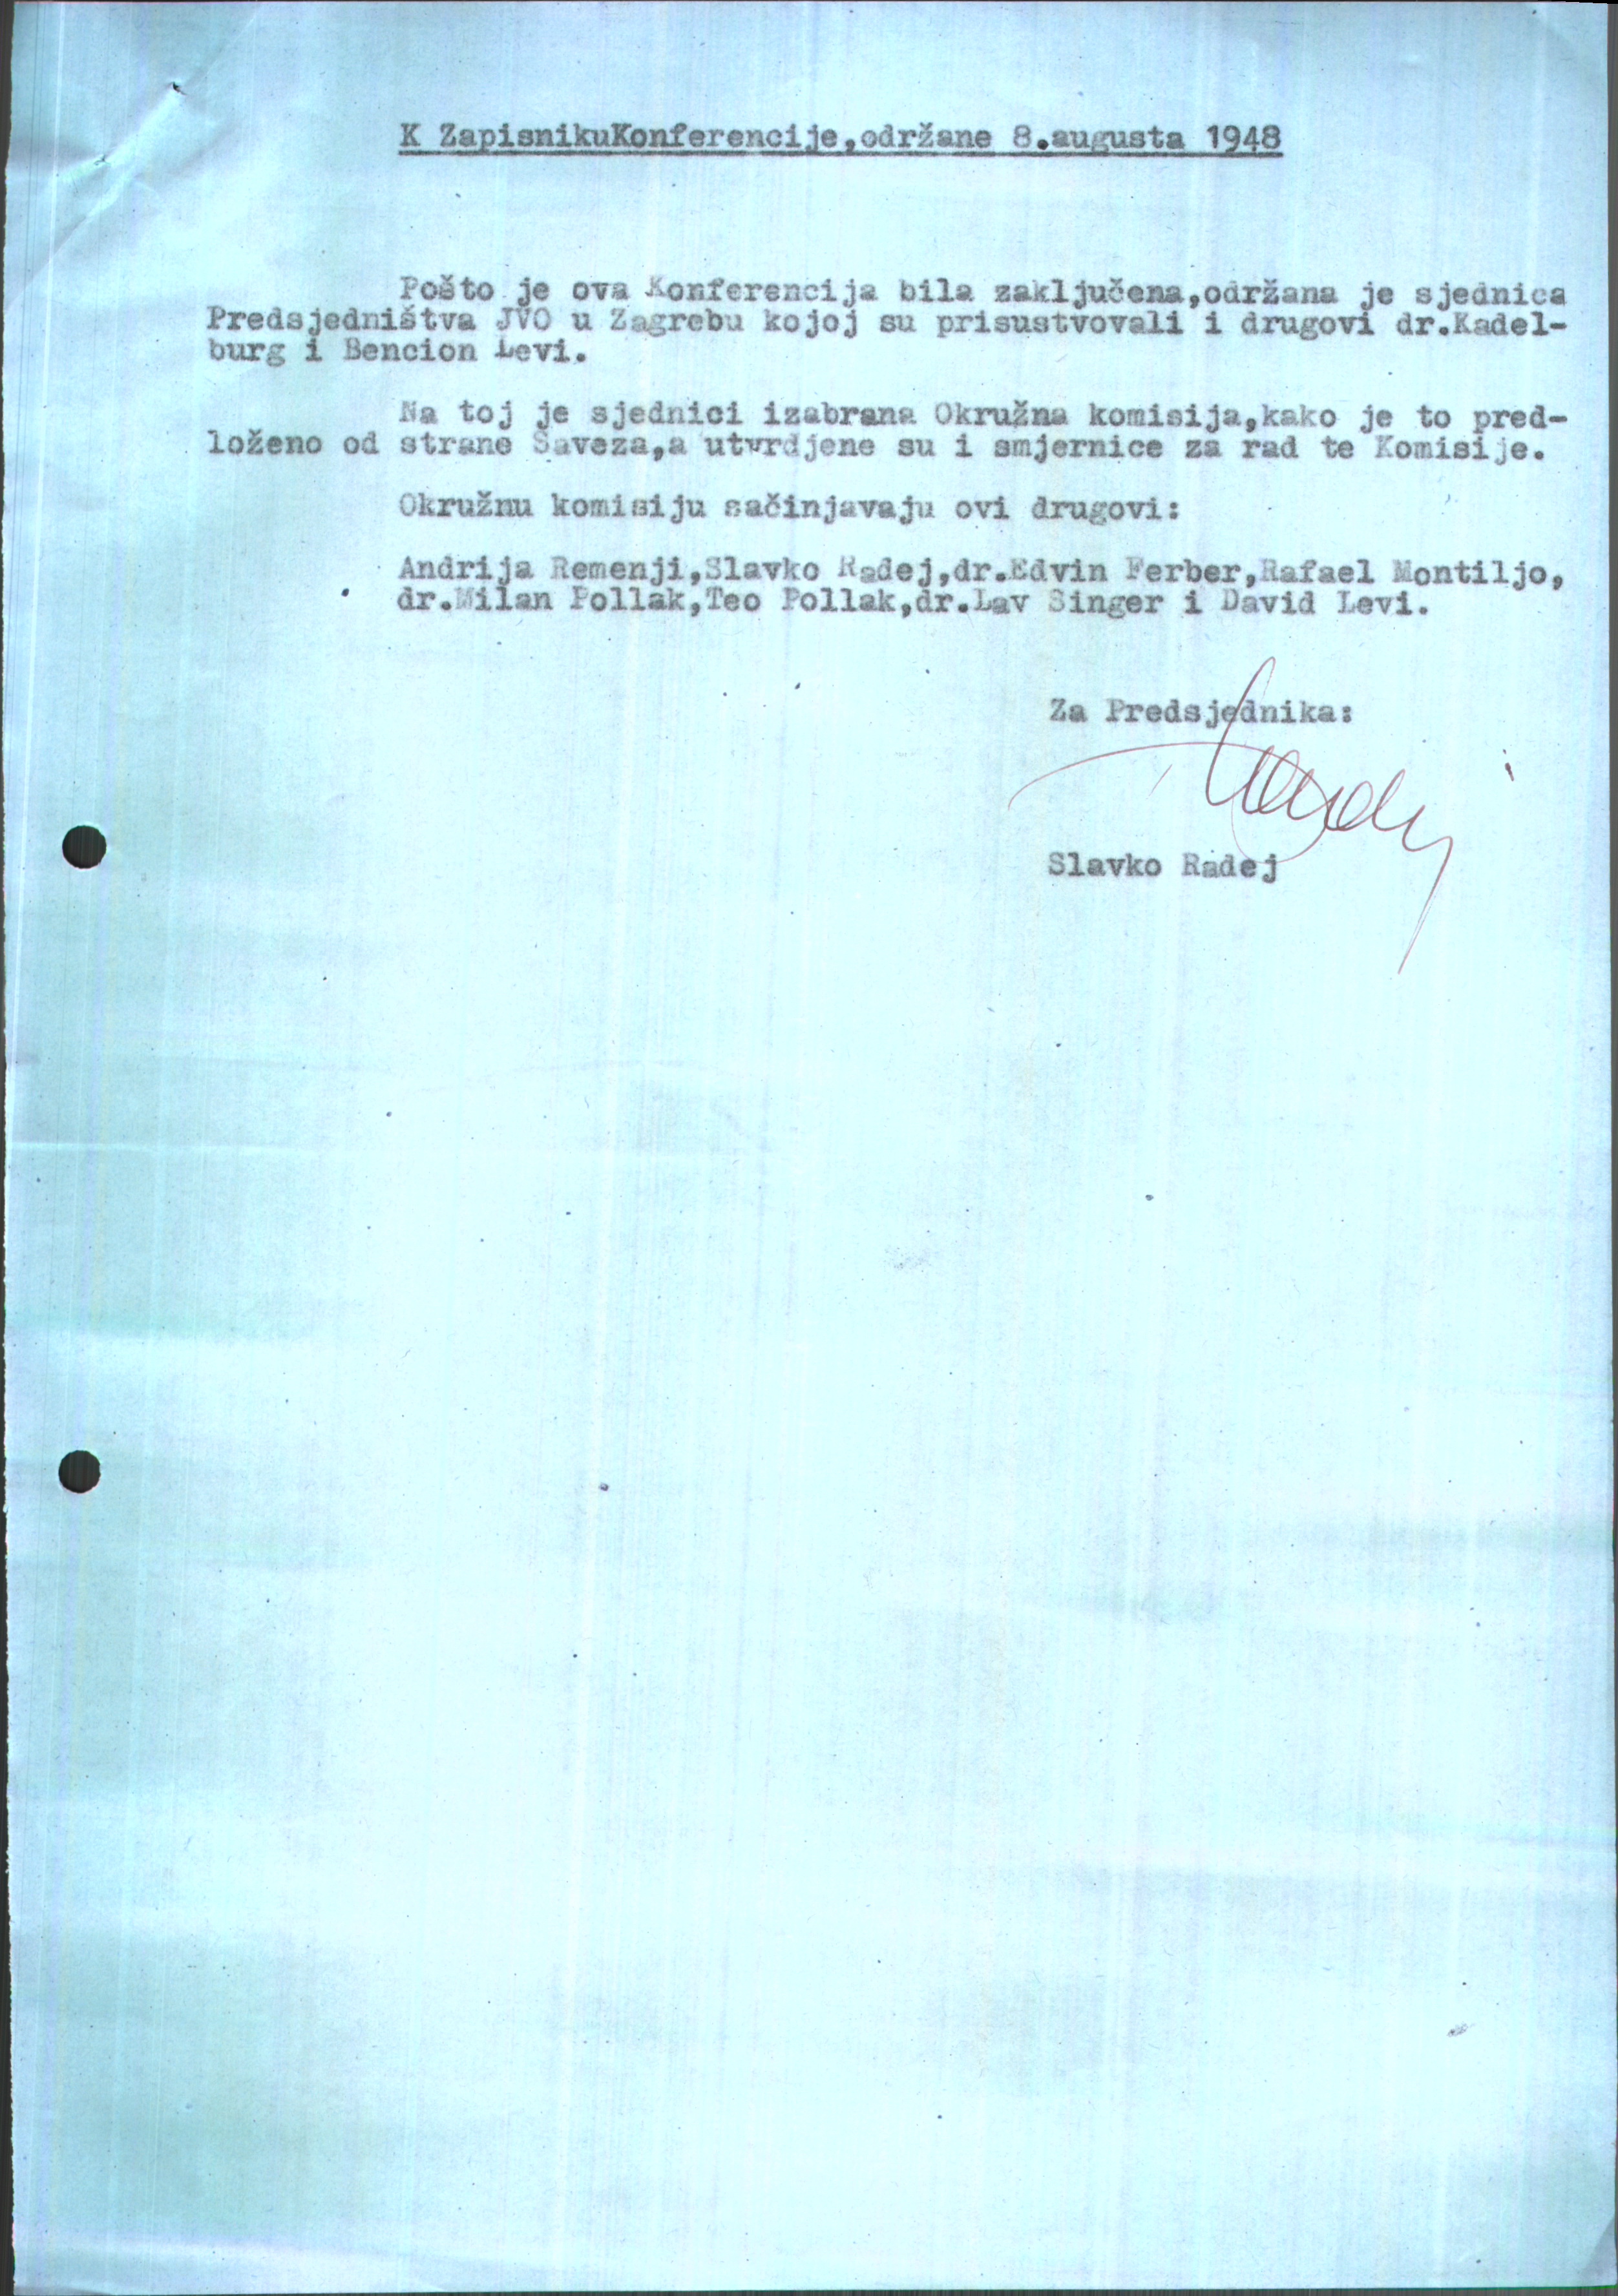 K ZapisnikuKonferencije,održane 8.augusta 1948
Pošto je ova Konferencija bila zaključena,održana je sjednica
Predsjedništva JVO u Zagrebu kojoj su prisustvovali i drugovi dr.Kadel-
burg i Bencion Levi.
Na toj je sjednici izabrana Okružna komisija,kako je to pred-
loženo od strane Saveza,a utvrdjene su i smjernice za rad te Komisije.
Okružnu komisiju sačinjavaju ovi drugovi:
Andrija Remenji,Slavko Radej,dr.Edvin Ferber,Rafael Montiljo,
dr.Milan Pollak,Teo Pollak,dr.Lav Singer i David Levi.
Za Predsjednika:
Slavko Radej